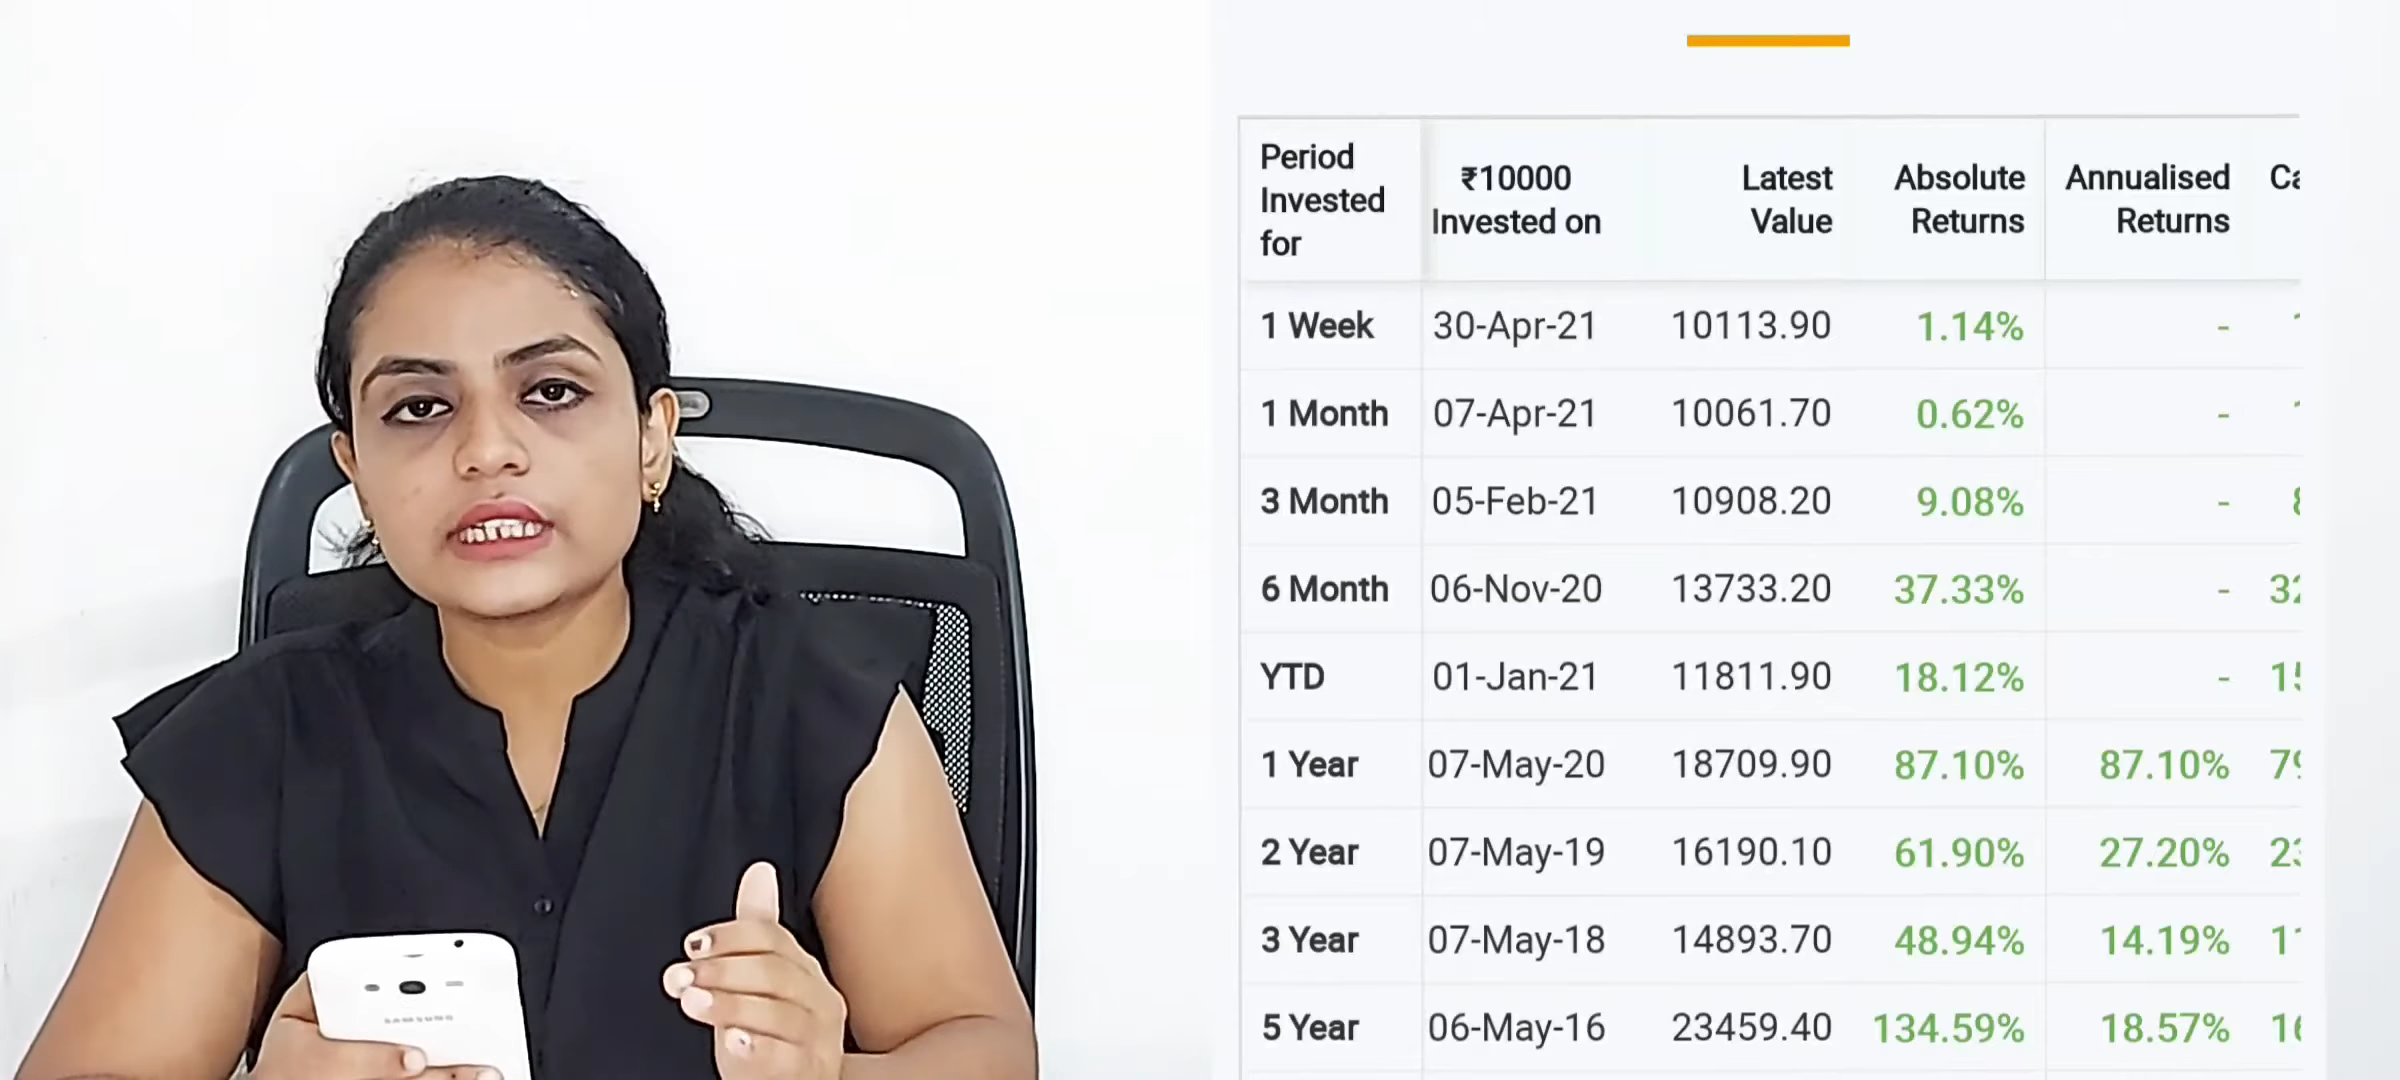 Period Invested for | ₹10000 Invested on | Latest Value | Absolute Returns | Annualised Returns
1 Week | 30-Apr-21 | 10113.90 | 1.14% | -
1 Month | 07-Apr-21 | 10061.70 | 0.62% | -
3 Month | 05-Feb-21 | 10908.20 | 9.08% | -
6 Month | 06-Nov-20 | 13733.20 | 37.33% | -
YTD | 01-Jan-21 | 11811.90 | 18.12% | -
1 Year | 07-May-20 | 18709.90 | 87.10% | 87.10%
2 Year | 07-May-19 | 16190.10 | 61.90% | 27.20%
3 Year | 07-May-18 | 14893.70 | 48.94% | 14.19%
5 Year | 06-May-16 | 23459.40 | 134.59% | 18.57%
SAMSUNG